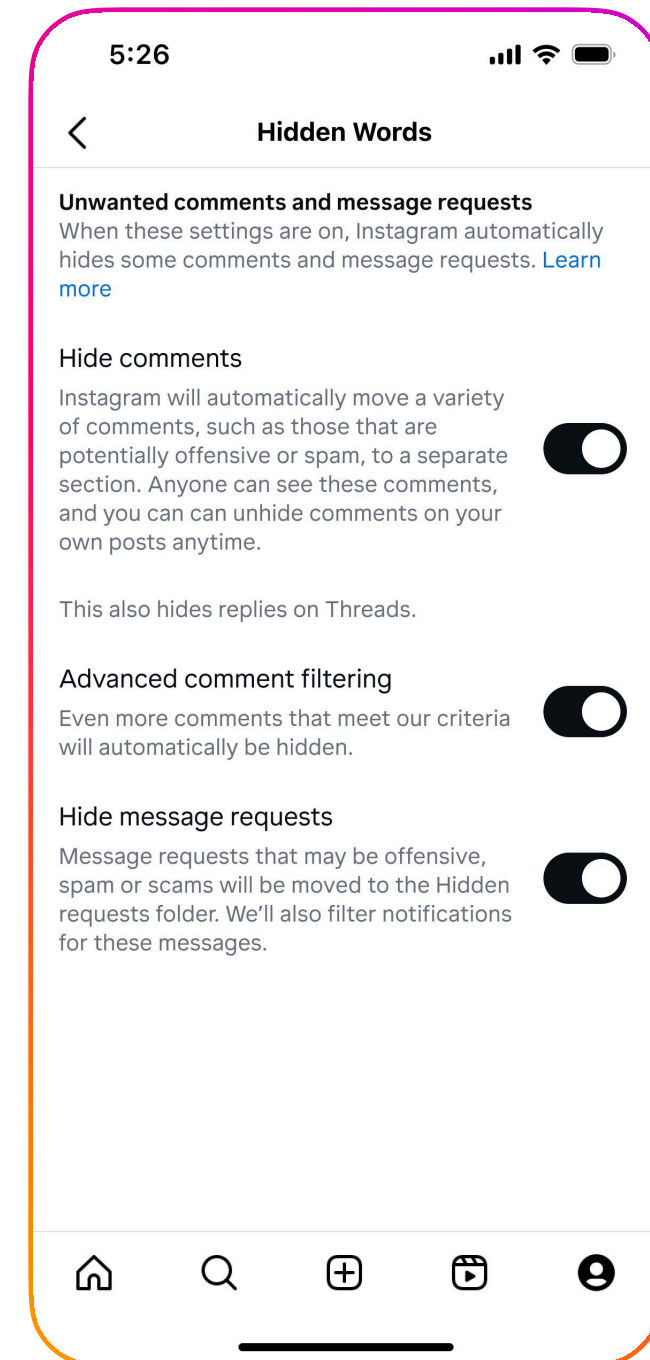 5:26
Hidden Words
Unwanted comments and message requests
When these settings are on, Instagram automatically
hides some comments and message requests. Learn
more
Hide comments
Instagram will automatically move a variety
of comments, such as those that are
potentially offensive or spam, to a separate
section. Anyone can see these comments,
and you can can unhide comments on your
own posts anytime.
This also hides replies on Threads.
Advanced comment filtering
Even more comments that meet our criteria
will automatically be hidden.
Hide message requests
Message requests that may be offensive,
spam or scams will be moved to the Hidden
requests folder. We’ll also filter notifications
for these messages.